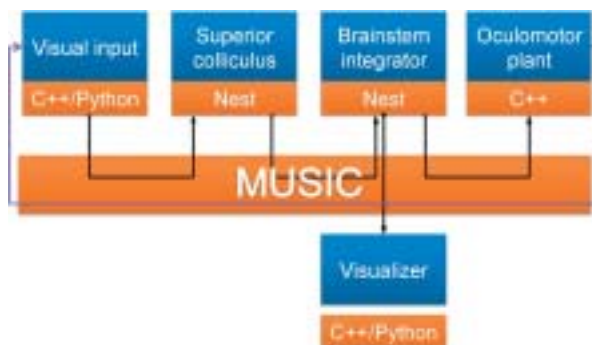 Visual input
C++/Python
Superior
colliculus
Nest
Brainstem
integrator
Nest
Oculomotor
plant
C++
MUSIC
Visualizer
C++/Python